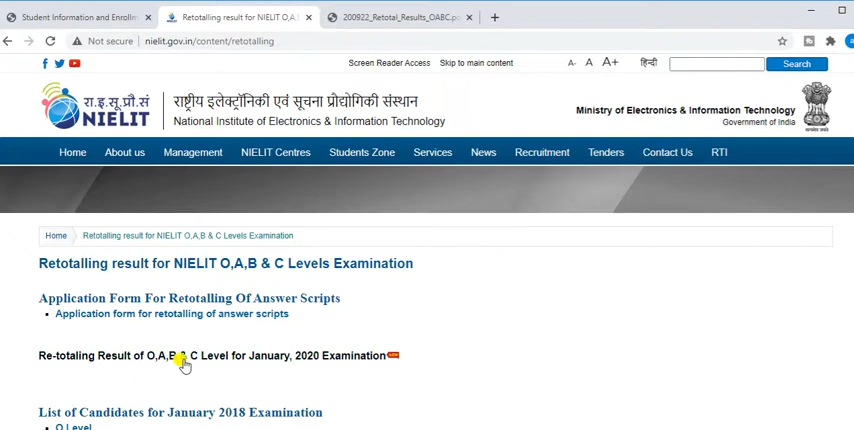 Student Information and Enrollm
Retotalling result for NIELIT O,A,
200922_Retotal_Results_OABC.p
Not secure nielit.gov.in/content/retotalling
Screen Reader Access Skip to main content A- A A+ हिन्दी Search
रा.इ.सू.प्रौ.सं
NIELIT
राष्ट्रीय इलेक्ट्रॉनिकी एवं सूचना प्रौद्योगिकी संस्थान
National Institute of Electronics & Information Technology
Ministry of Electronics & Information Technology
Government of India
Home About us Management NIELIT Centres Students Zone Services News Recruitment Tenders Contact Us RTI
Home Retotalling result for NIELIT O,A,B & C Levels Examination
Retotalling result for NIELIT O,A,B & C Levels Examination
Application Form For Retotalling Of Answer Scripts
Application form for retotalling of answer scripts
Re-totaling Result of O,A,B & C Level for January, 2020 Examination NEW
List of Candidates for January 2018 Examination
O Level